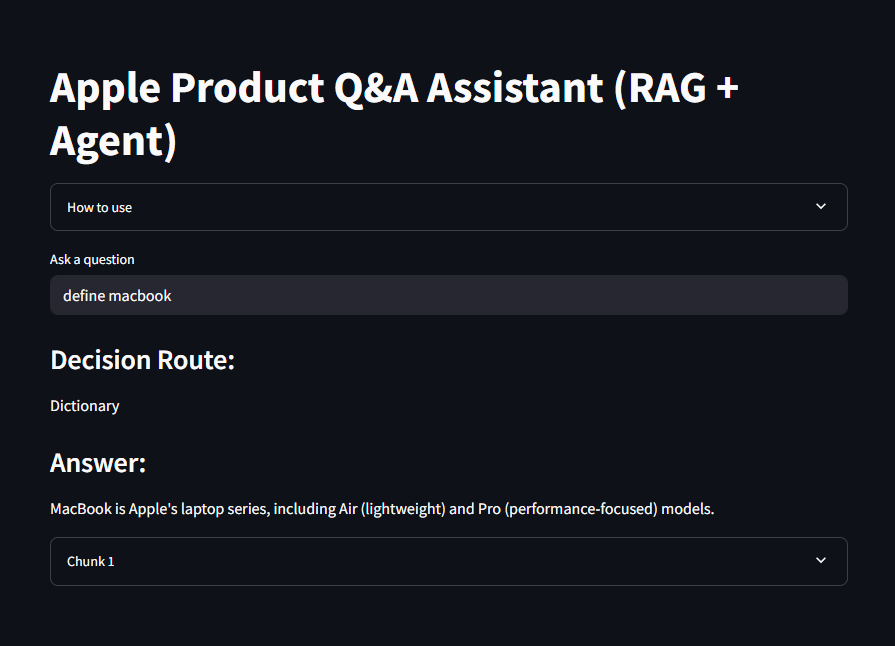 Apple Product Q&A Assistant (RAG +
Agent)
How to use
Ask a question
define macbook
Decision Route:
Dictionary
Answer:
MacBook is Apple's laptop series, including Air (lightweight) and Pro (performance-focused) models.
Chunk 1